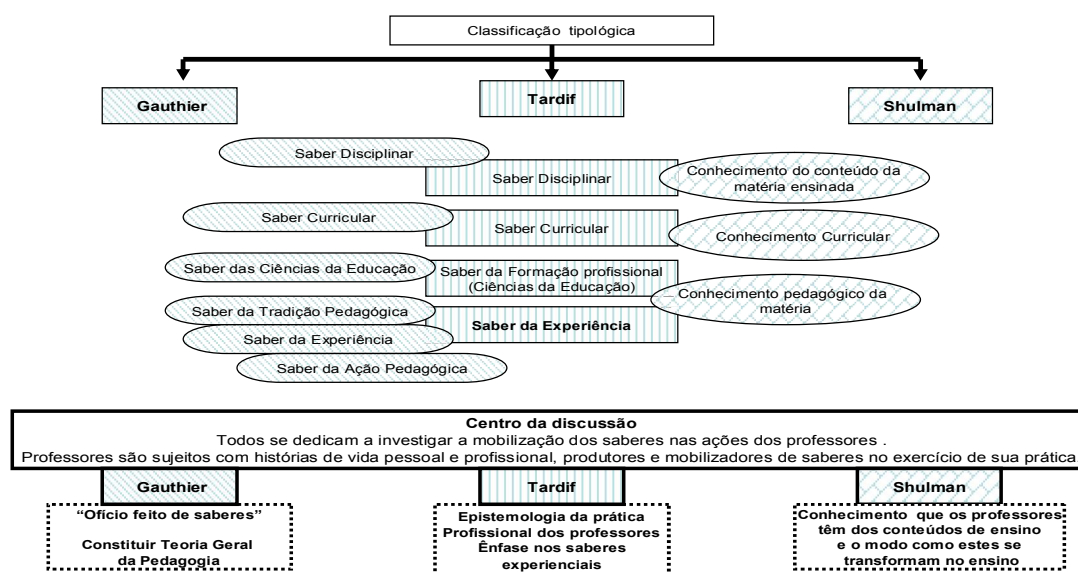 Classificação tipológica
Gauthier
Tardif
Shulman
Saber Disciplinar
Saber Disciplinar
Conhecimento do conteúdo da
matéria ensinada
Saber Curricular
Saber Curricular
Conhecimento Curricular
Saber das Ciências da Educação
Saber da Formação profissional
(Ciências da Educação)
Conhecimento pedagógico da
matéria
Saber da Tradição Pedagógica
Saber da Experiência
Saber da Experiência
Saber da Ação Pedagógica
Centro da discussão
Todos se dedicam a investigar a mobilização dos saberes nas ações dos professores .
Professores são sujeitos com histórias de vida pessoal e profissional, produtores e mobilizadores de saberes no exercício de sua prática
Gauthier
Tardif
Shulman
“Ofício feito de saberes”
Constituir Teoria Geral
da Pedagogia
Epistemologia da prática
Profissional dos professores
Ênfase nos saberes
experienciais
Conhecimento que os professores
têm dos conteúdos de ensino
e o modo como estes se
transformam no ensino